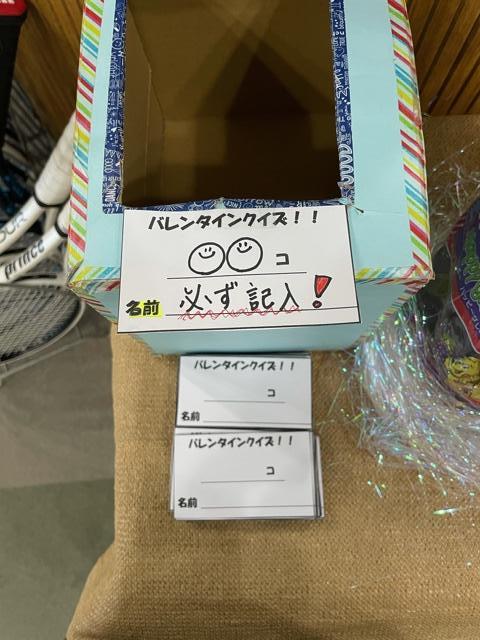 バレンタインクイズ！！
コ
名前 必ず記入！
バレンタインクイズ！！
コ
名前
バレンタインクイズ！！
コ
名前
prince